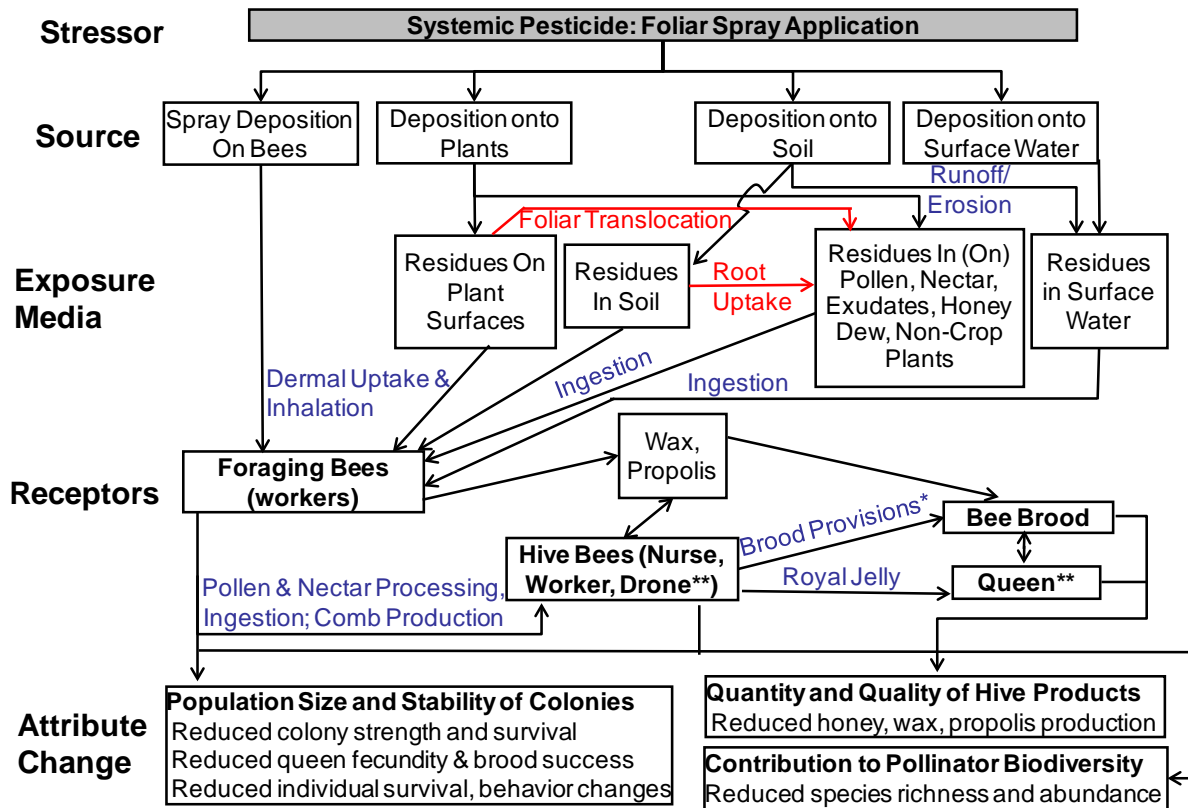 Stressor
Systemic Pesticide: Foliar Spray Application
Source
Spray Deposition
On Bees
Deposition onto
Plants
Deposition onto
Soil
Deposition onto
Surface Water
Runoff/
Erosion
Foliar Translocation
Exposure
Media
Residues On
Plant
Surfaces
Residues
In Soil
Root
Uptake
Residues In (On)
Pollen, Nectar,
Exudates, Honey
Dew, Non-Crop
Plants
Residues
in Surface
Water
Dermal Uptake &
Inhalation
Ingestion
Ingestion
Receptors
Foraging Bees
(workers)
Wax,
Propolis
Hive Bees (Nurse,
Worker, Drone**)
Brood Provisions*
Royal Jelly
Bee Brood
Queen**
Pollen & Nectar Processing,
Ingestion; Comb Production
Attribute
Change
Population Size and Stability of Colonies
Reduced colony strength and survival
Reduced queen fecundity & brood success
Reduced individual survival, behavior changes
Quantity and Quality of Hive Products
Reduced honey, wax, propolis production
Contribution to Pollinator Biodiversity
Reduced species richness and abundance